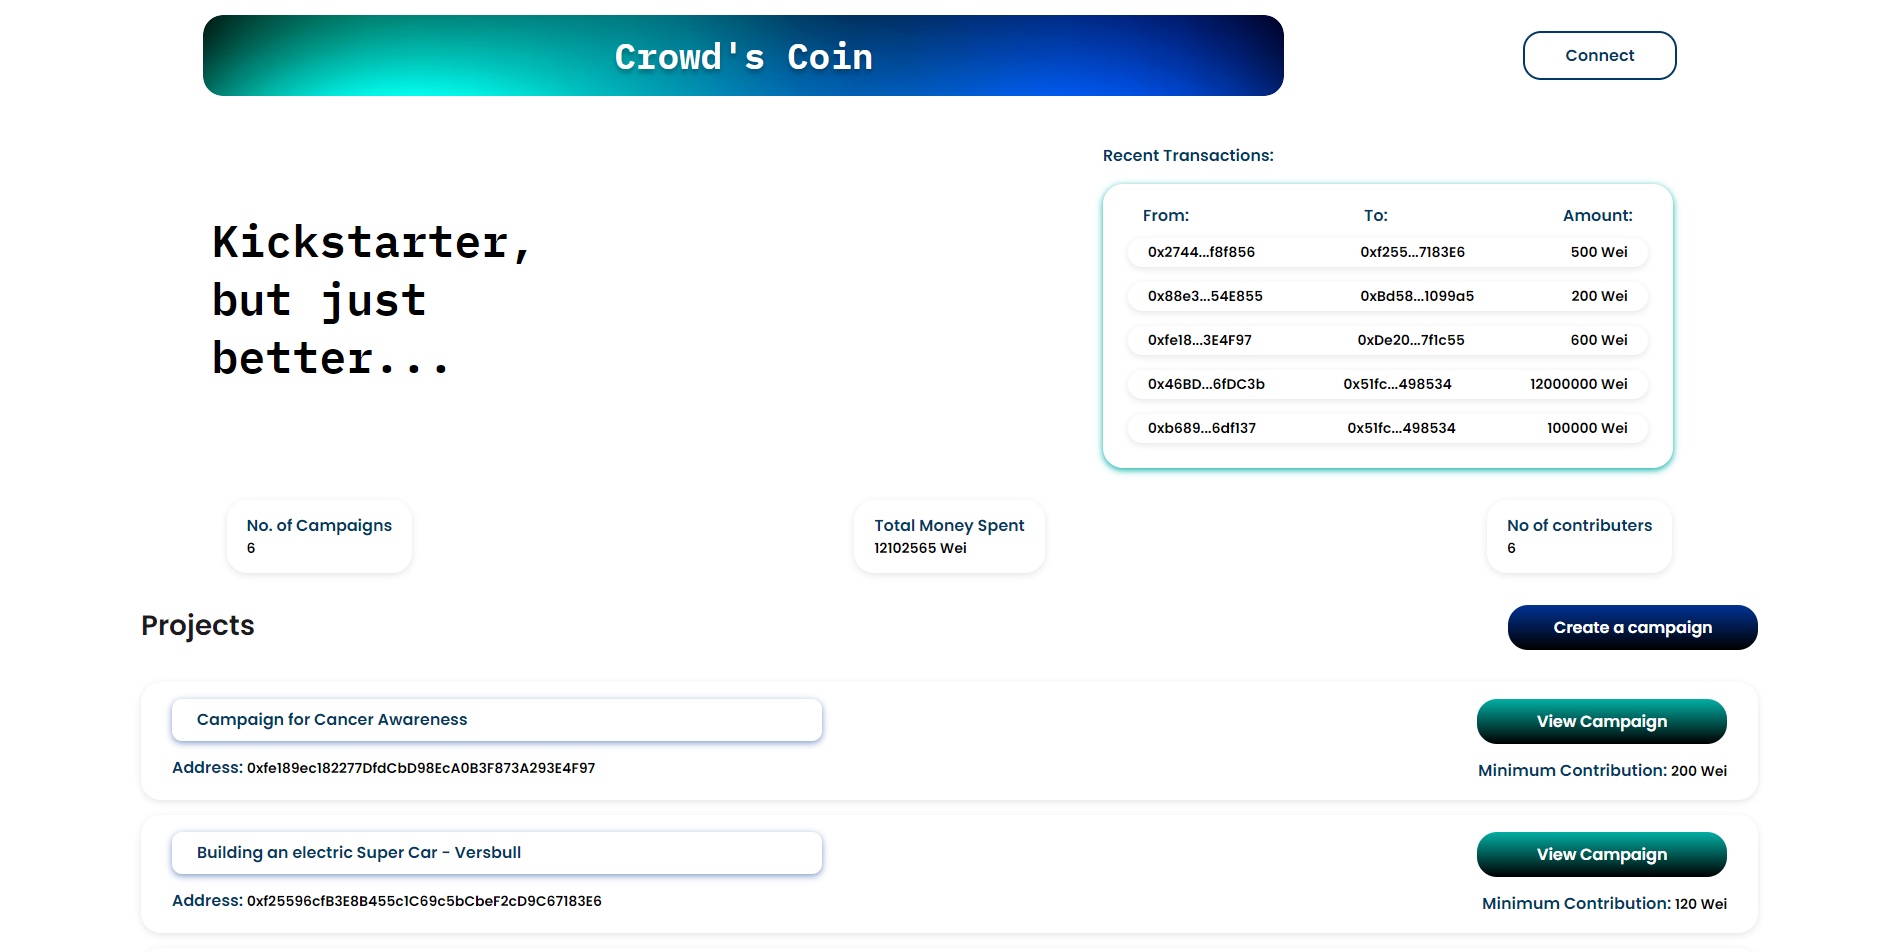 Crowd's Coin
Connect
Recent Transactions:
Kickstarter,
but just
better...
From: To: Amount:
0x2744...f8f856 0xf255...7183E6 500 Wei
0x88e3...54E855 0xBd58...1099a5 200 Wei
0xfe18...3E4F97 0xDe20...7f1c55 600 Wei
0x46BD...6fDC3b 0x51fc...498534 12000000 Wei
0xb689...6df137 0x51fc...498534 100000 Wei
No. of Campaigns
6
Total Money Spent
12102565 Wei
No of contributers
6
Projects
Create a campaign
Campaign for Cancer Awareness
View Campaign
Address: 0xfe189ec182277DfdCbD98EcA0B3F873A293E4F97
Minimum Contribution: 200 Wei
Building an electric Super Car - Versbull
View Campaign
Address: 0xf25596cfB3E8B455c1C69c5bCbeF2cD9C67183E6
Minimum Contribution: 120 Wei